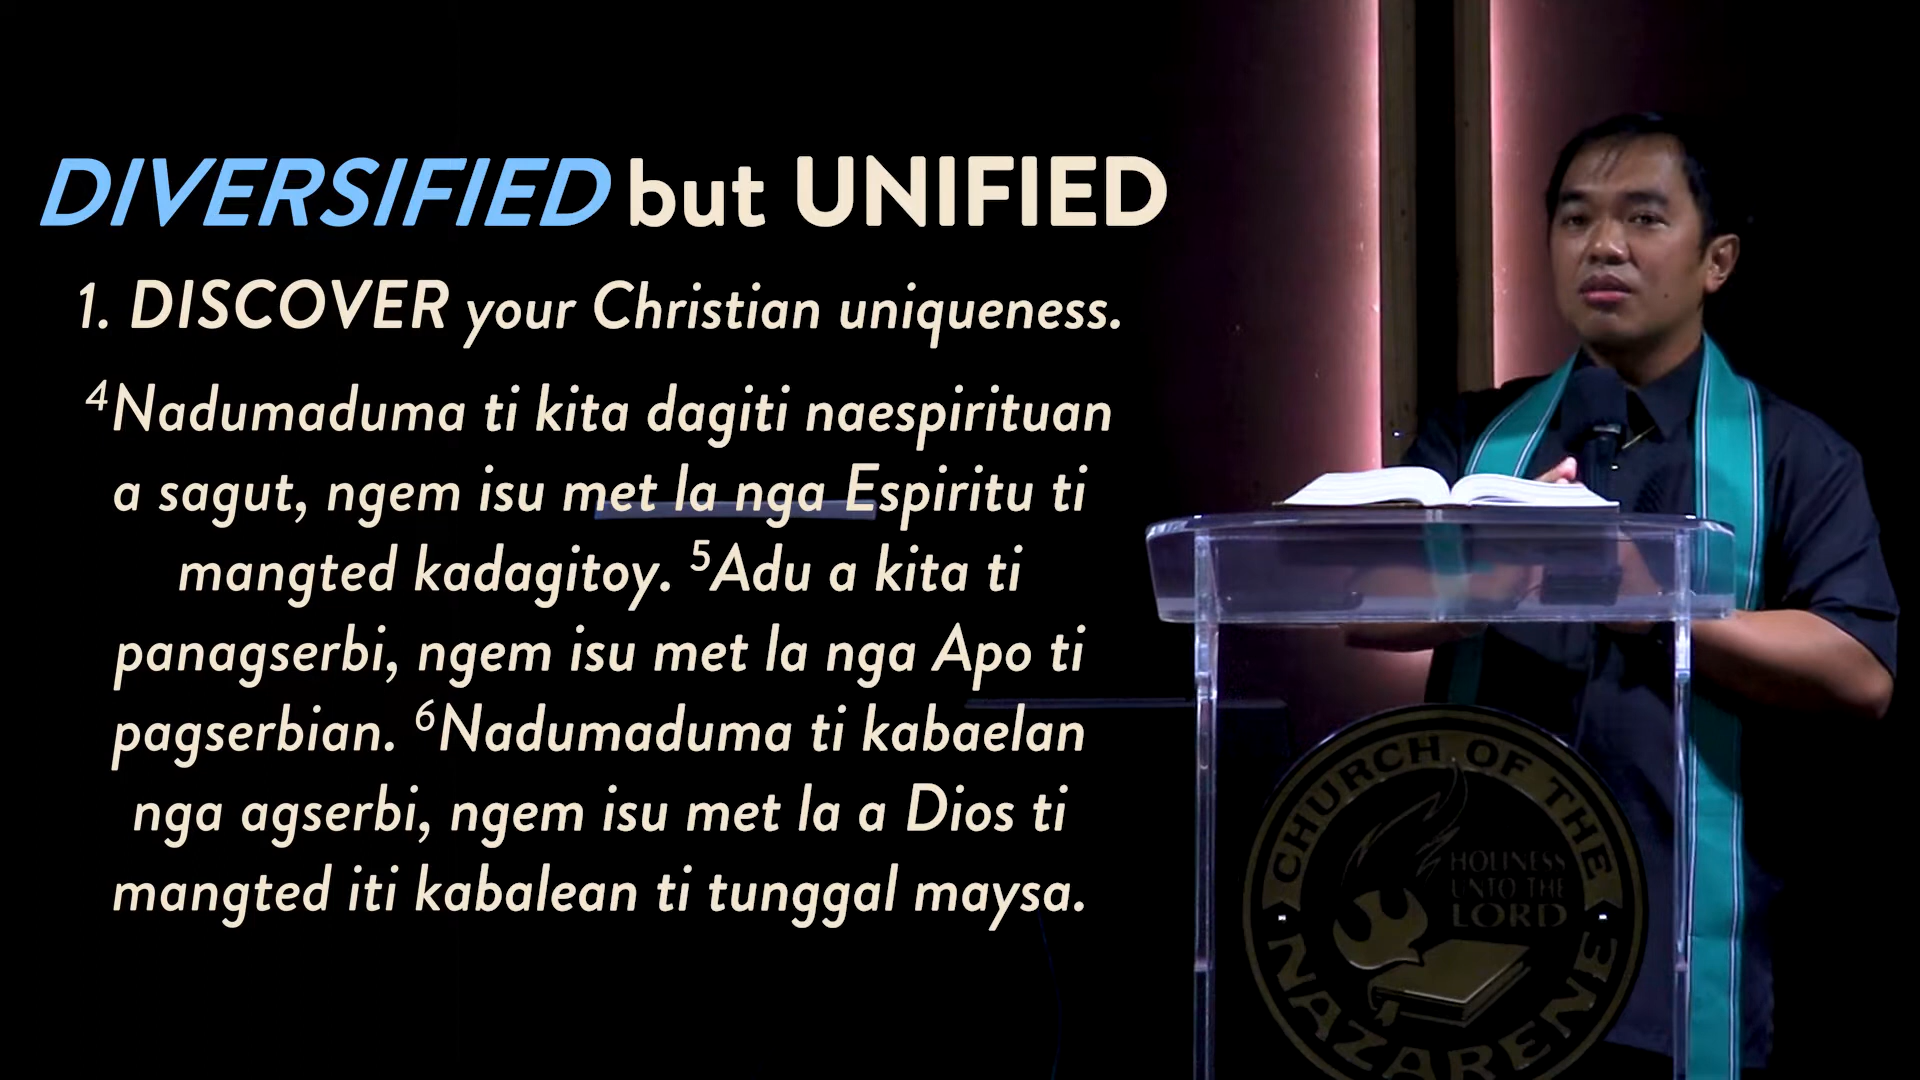 DIVERSIFIED but UNIFIED
1. DISCOVER your Christian uniqueness.
⁴Nadumaduma ti kita dagiti naespirituan
a sagut, ngem isu met la nga Espiritu ti
mangted kadagitoy. ⁵Adu a kita ti
panagserbi, ngem isu met la nga Apo ti
pagserbian. ⁶Nadumaduma ti kabaelan
nga agserbi, ngem isu met la a Dios ti
mangted iti kabalean ti tunggal maysa.
CHURCH OF THE
HOLINESS
UNTO THE
LORD
NAZARENE